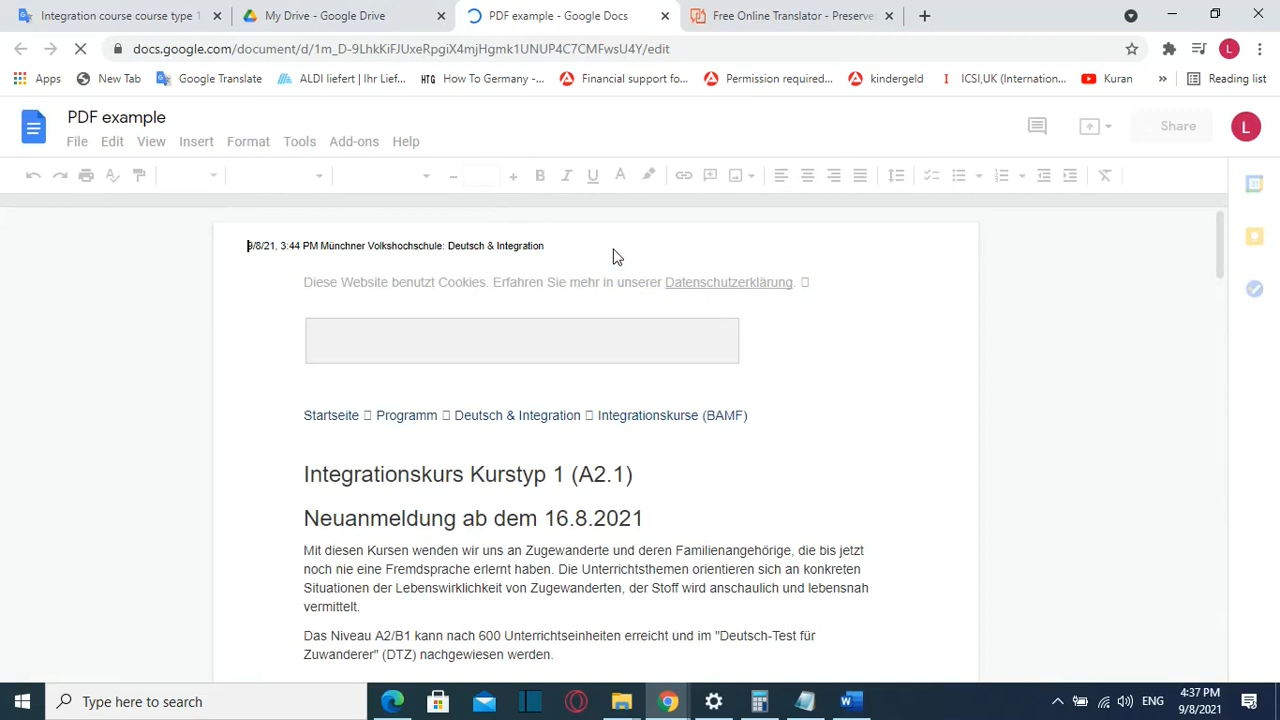 Integration course course type 1
My Drive - Google Drive
PDF example - Google Docs
Free Online Translator - Preserve
docs.google.com/document/d/1m_D-9LhkKiFJUxeRpgiX4mjHgmk1UNUP4C7CMFwsU4Y/edit
L
Apps
New Tab
Google Translate
ALDI liefert | Ihr Lief...
HTG How To Germany -...
Financial support fo...
Permission required...
kindergeld
ICSI,UK (Internation...
Kuran
»
Reading list
PDF example
File Edit View Insert Format Tools Add-ons Help
Share
L
9/8/21, 3:44 PM Münchner Volkshochschule: Deutsch & Integration
Diese Website benutzt Cookies. Erfahren Sie mehr in unserer Datenschutzerklärung.
Startseite Programm Deutsch & Integration Integrationskurse (BAMF)
Integrationskurs Kurstyp 1 (A2.1)
Neuanmeldung ab dem 16.8.2021
Mit diesen Kursen wenden wir uns an Zugewanderte und deren Familienangehörige, die bis jetzt
noch nie eine Fremdsprache erlernt haben. Die Unterrichtsthemen orientieren sich an konkreten
Situationen der Lebenswirklichkeit von Zugewanderten, der Stoff wird anschaulich und lebensnah
vermittelt.
Das Niveau A2/B1 kann nach 600 Unterrichtseinheiten erreicht und im "Deutsch-Test für
Zuwanderer" (DTZ) nachgewiesen werden.
Type here to search
ENG
4:37 PM
9/8/2021